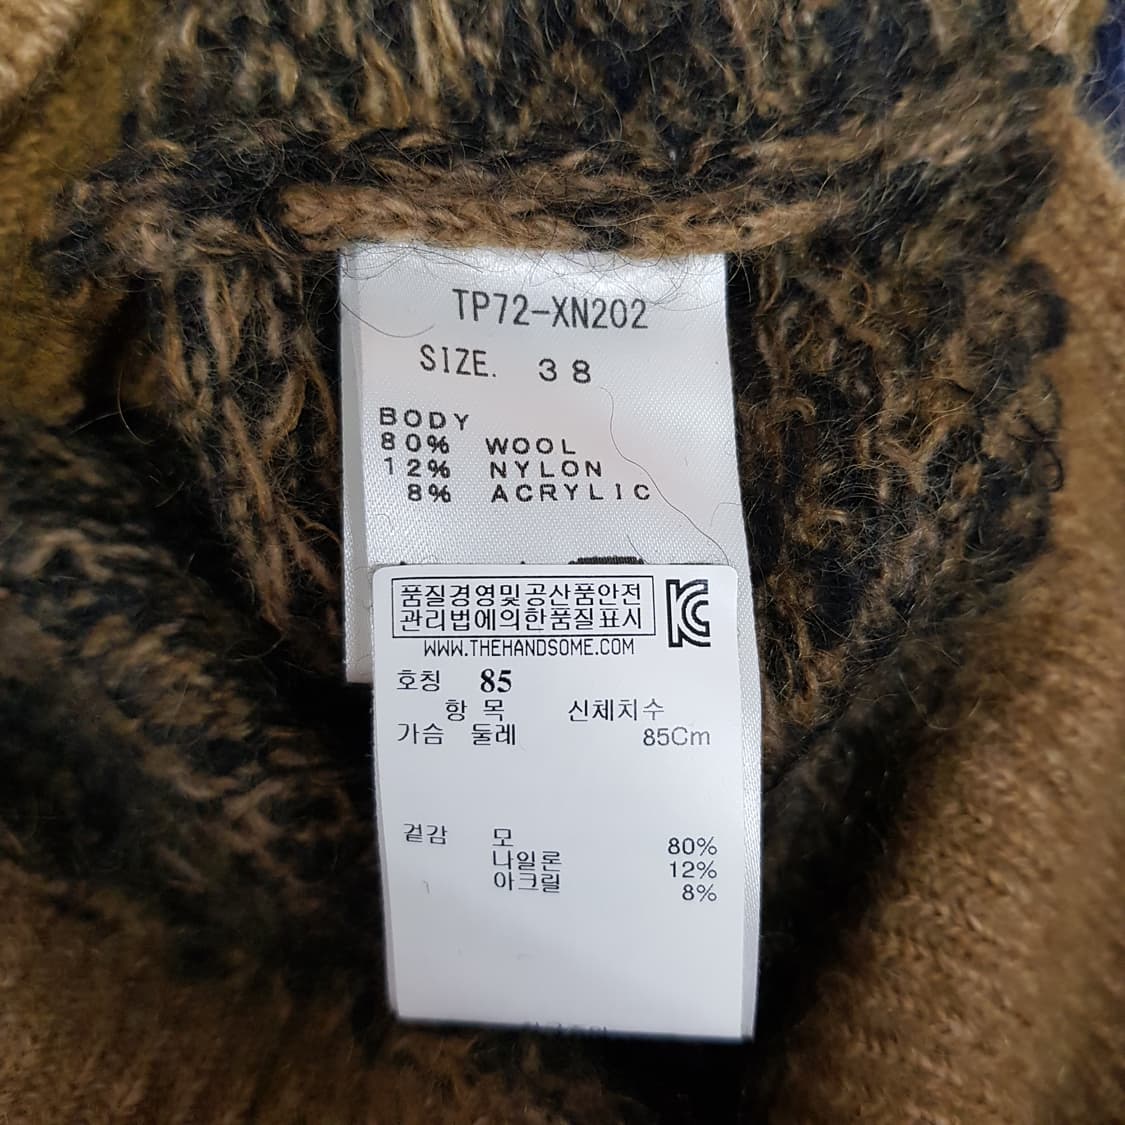 TP72-XN202
SIZE. 38
BODY
80% WOOL
12% NYLON
8% ACRYLIC
품질경영및공산품안전
관리법에의한품질표시
WWW.THEHANDSOME.COM
호칭 85
항 목 신체치수
가슴 둘레 85Cm
겉감 모 80%
나일론 12%
아크릴 8%